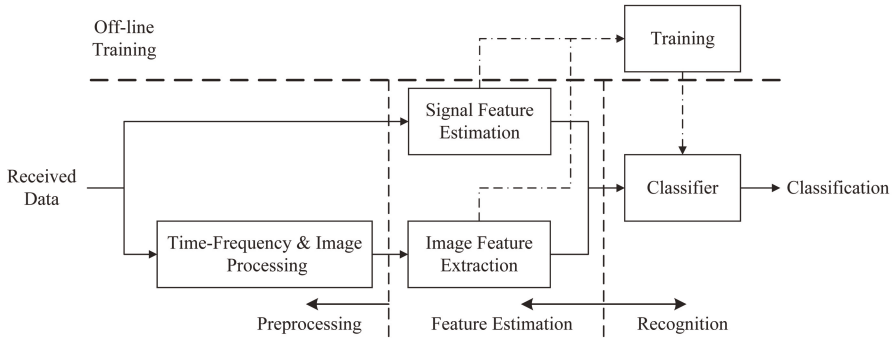 Off-line
Training
Training
Signal Feature
Estimation
Received
Data
Classifier
Classification
Time-Frequency & Image
Processing
Image Feature
Extraction
Preprocessing
Feature Estimation
Recognition